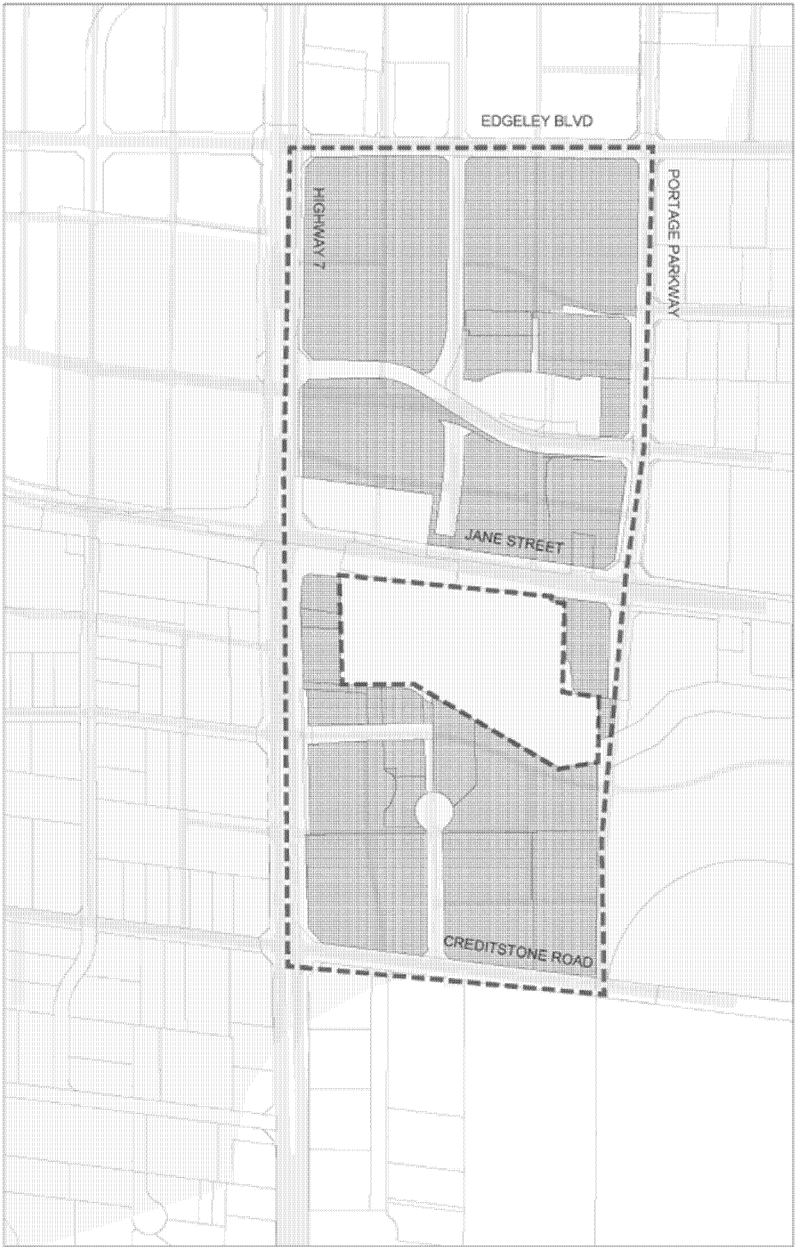 EDGELEY BLVD
PORTAGE PARKWAY
HIGHWAY 7
JANE STREET
CREDITSTONE ROAD